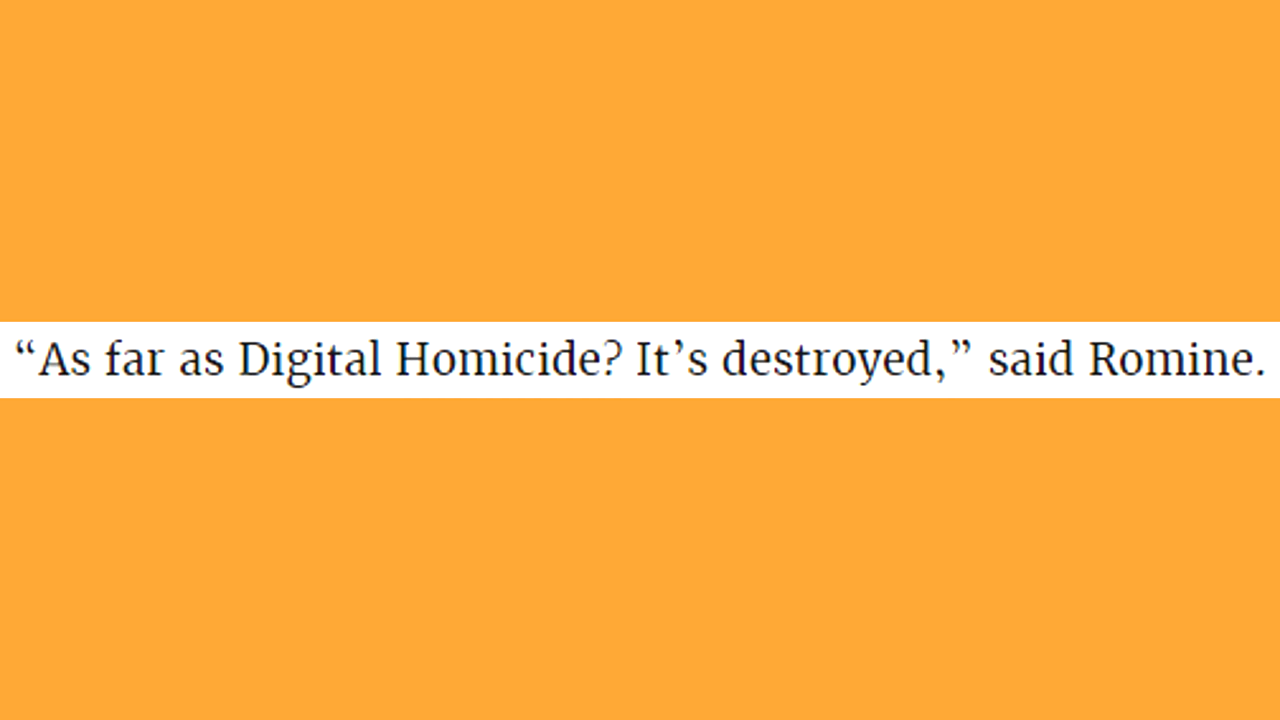 “As far as Digital Homicide? It’s destroyed,” said Romine.